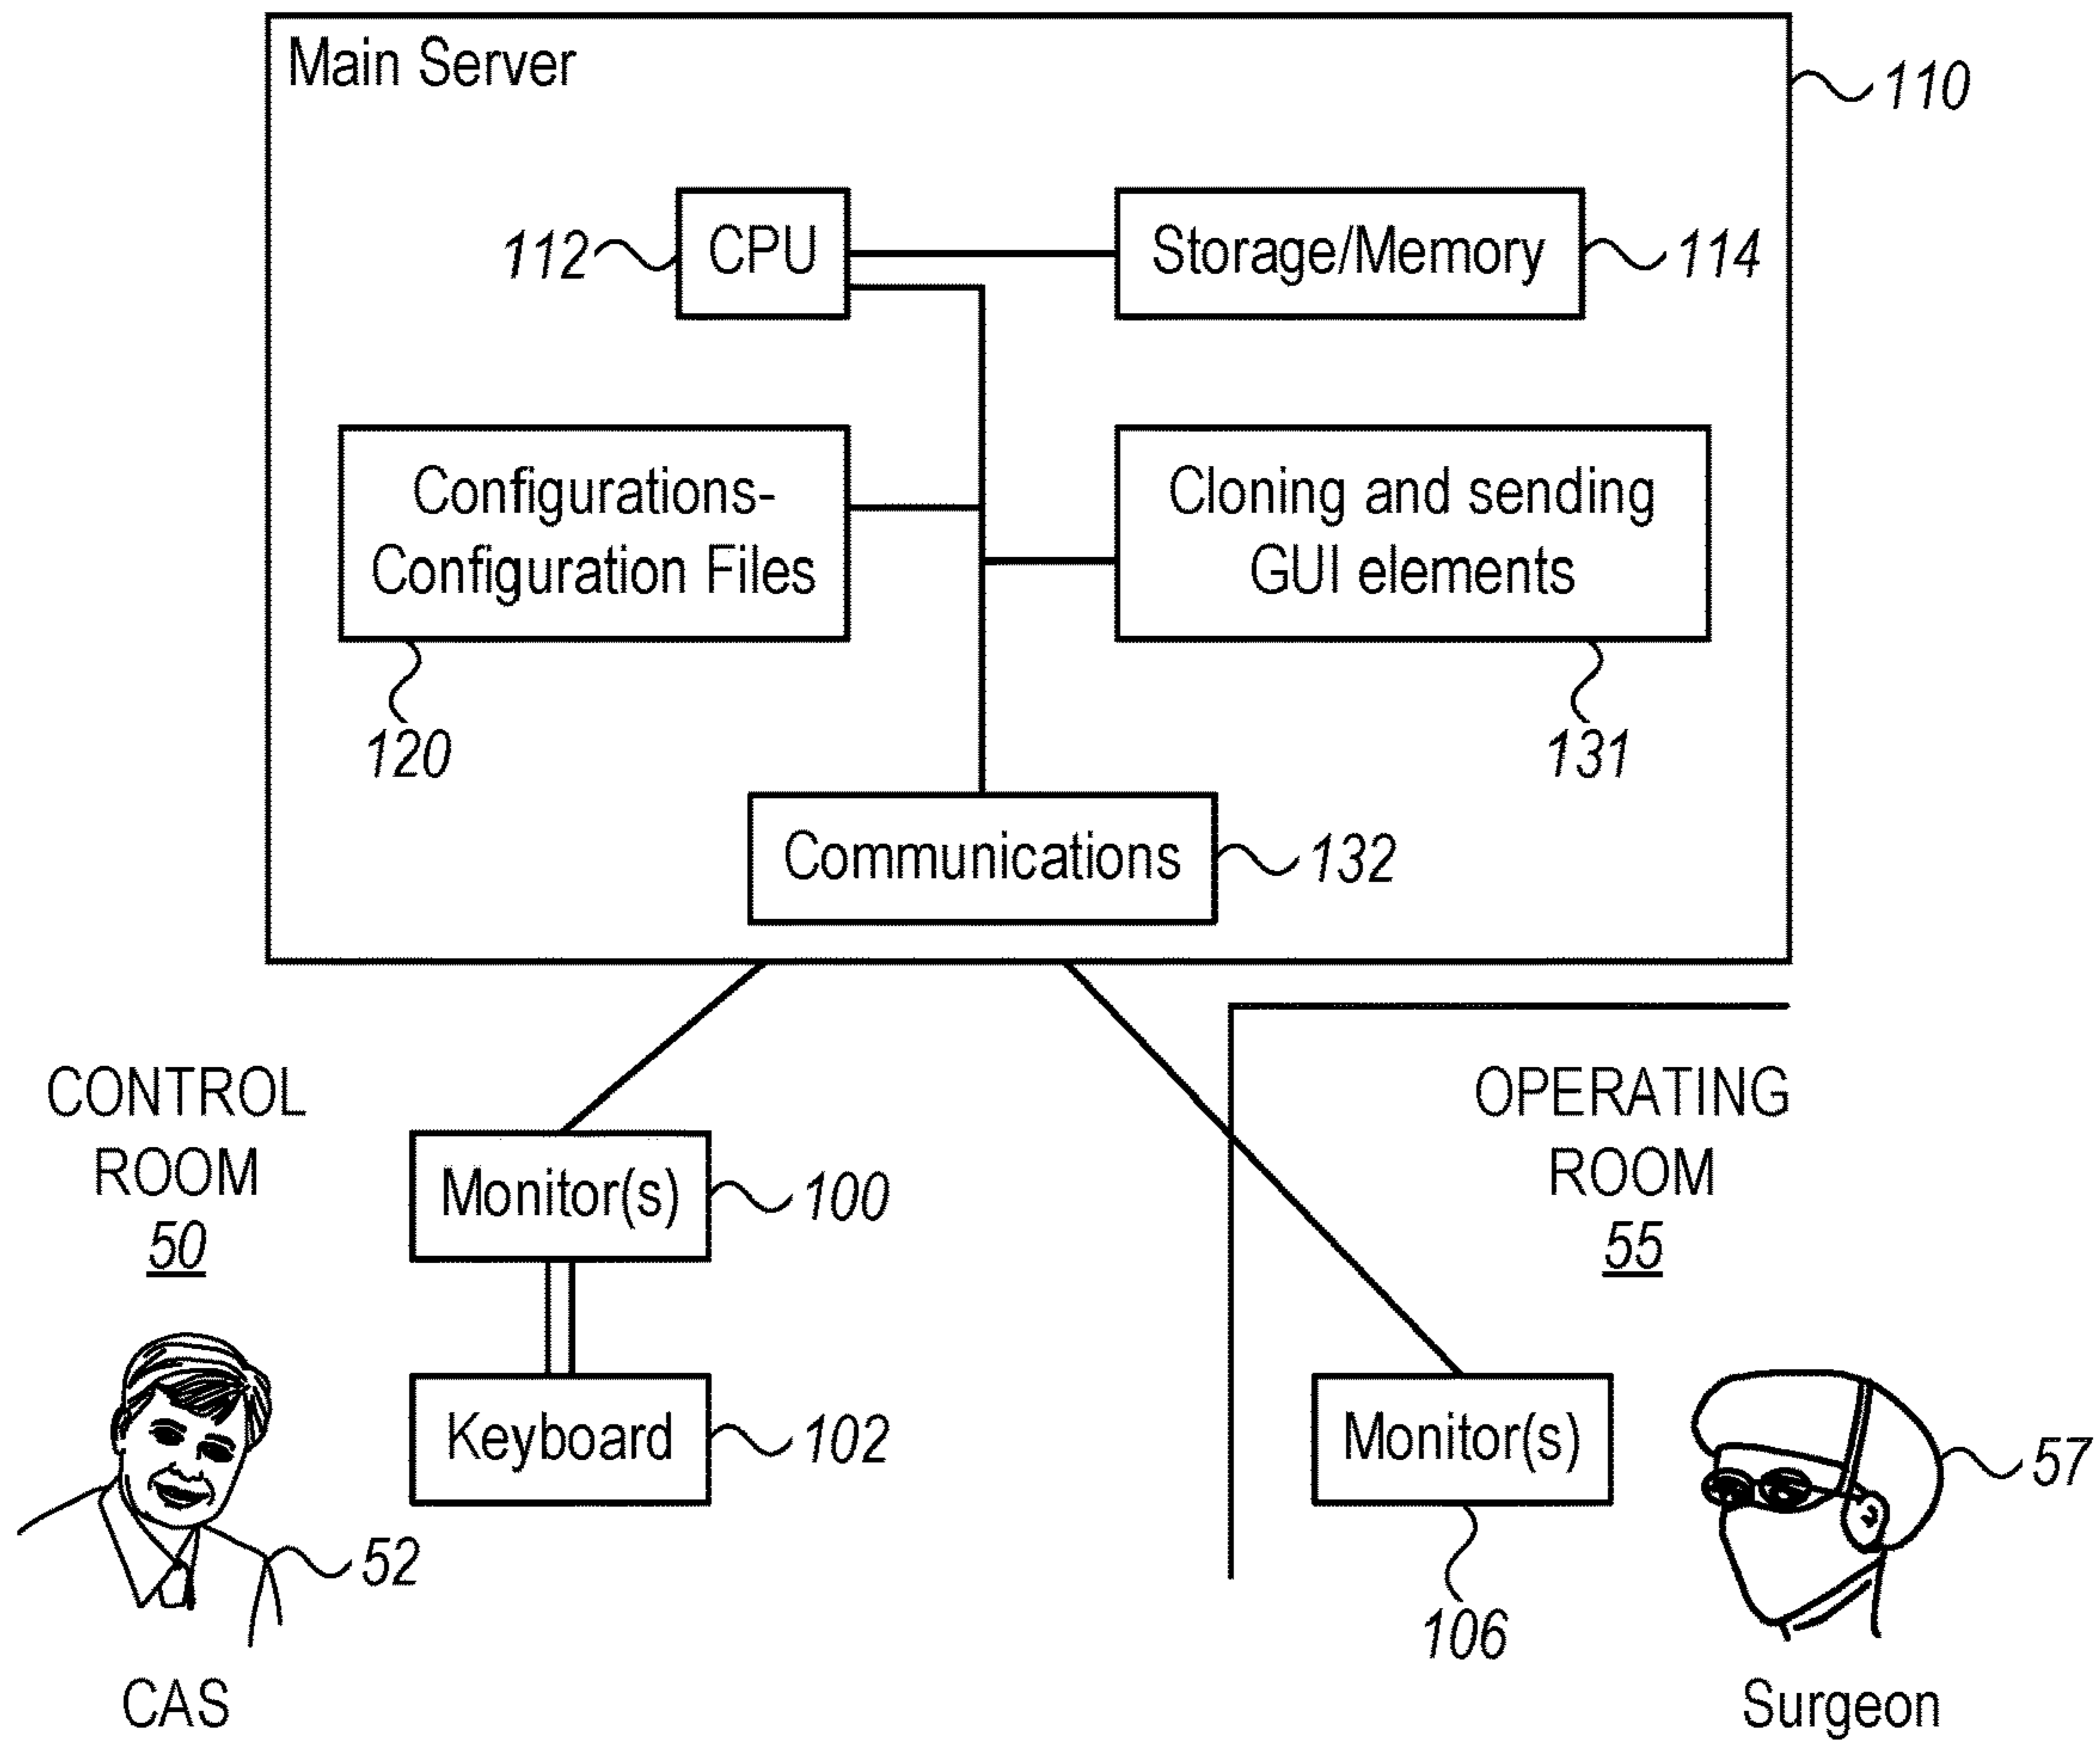 Main Server
110
112
CPU
Storage/Memory
114
Configurations-
Configuration Files
120
Cloning and sending
GUI elements
131
Communications
132
CONTROL
ROOM
50
Monitor(s)
100
Keyboard
102
52
CAS
OPERATING
ROOM
55
Monitor(s)
106
57
Surgeon